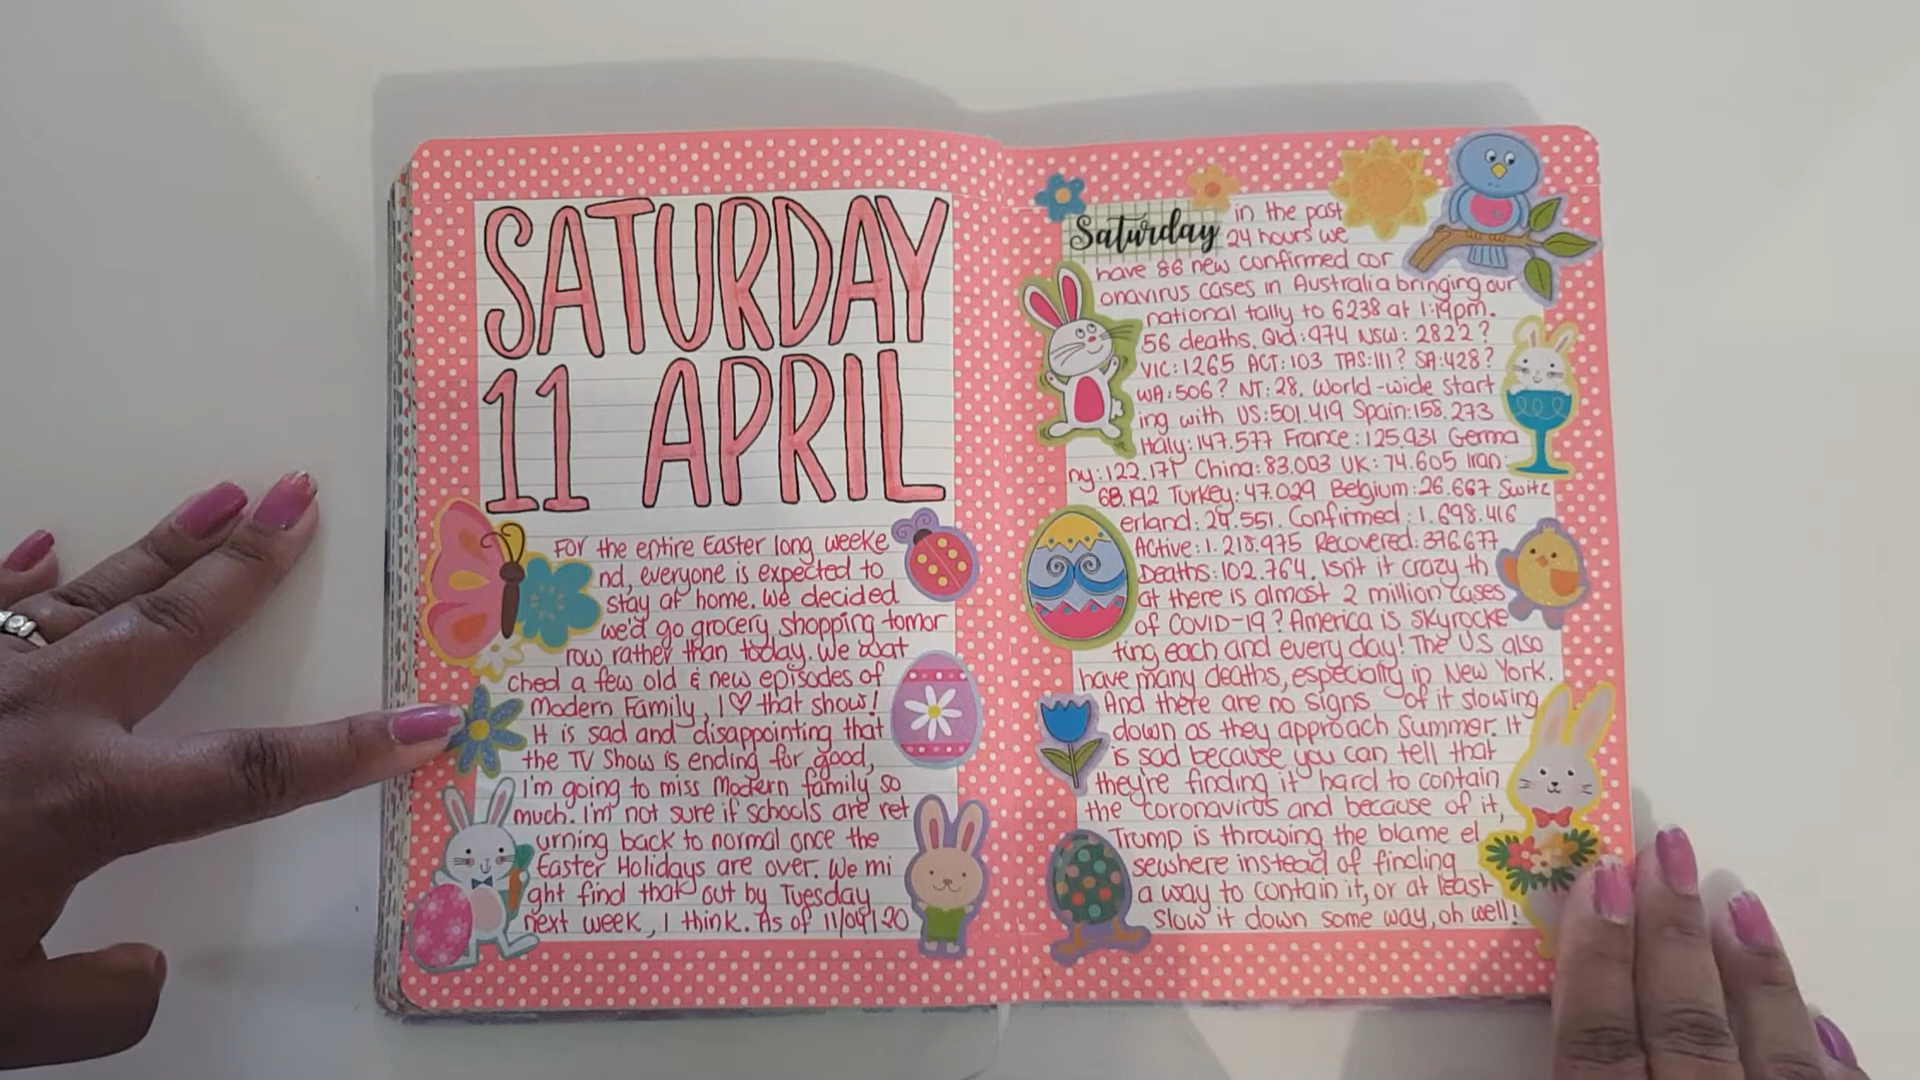 SATURDAY
11 APRIL
For the entire Easter long weeke
nd, everyone is expected to
stay at home. We decided
we'd go grocery shopping tomor
row rather than today. We wat
ched a few old & new episodes of
Modern Family, I ♡ that show!
It is sad and disappointing that
the TV Show is ending for good,
I'm going to miss Modern family so
much. I'm not sure if schools are ret
urning back to normal once the
Easter Holidays are over. We mi
ght find that out by Tuesday
next week, I think. As of 11/04/20
Saturday in the past
24 hours we
have 86 new confirmed cor
onavirus cases in Australia bringing our
national tally to 6238 at 1:19pm.
56 deaths. Qld:974 NSW: 2822?
VIC:1265 ACT:103 TAS:111? SA:428?
WA:506? NT:28. World-wide start
ing with US:501.419 Spain:158.273
Italy:147.577 France:125.931 Germa
ny:122.171 China:83.003 UK:74.605 Iran:
68.192 Turkey:47.029 Belgium:26.667 Switz
erland:24.551. Confirmed:1.698.416
Active:1.218.975 Recovered:376.677
Deaths:102.764. Isn't it crazy th
at there is almost 2 million cases
of COVID-19? America is skyrocke
ting each and every day! The US also
have many deaths, especially in New York.
And there are no signs of it slowing
down as they approach Summer. It
is sad because you can tell that
they're finding it hard to contain
the coronavirus and because of it,
Trump is throwing the blame el
sewhere instead of finding
a way to contain it, or at least
slow it down some way, oh well!